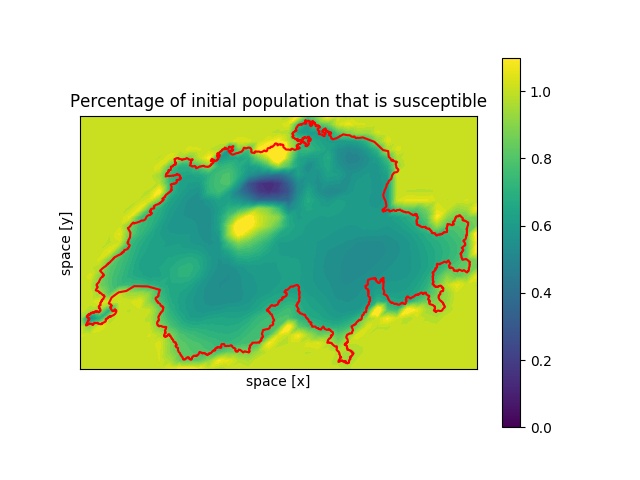 Percentage of initial population that is susceptible
space [y]
space [x]
1.0
0.8
0.6
0.4
0.2
0.0